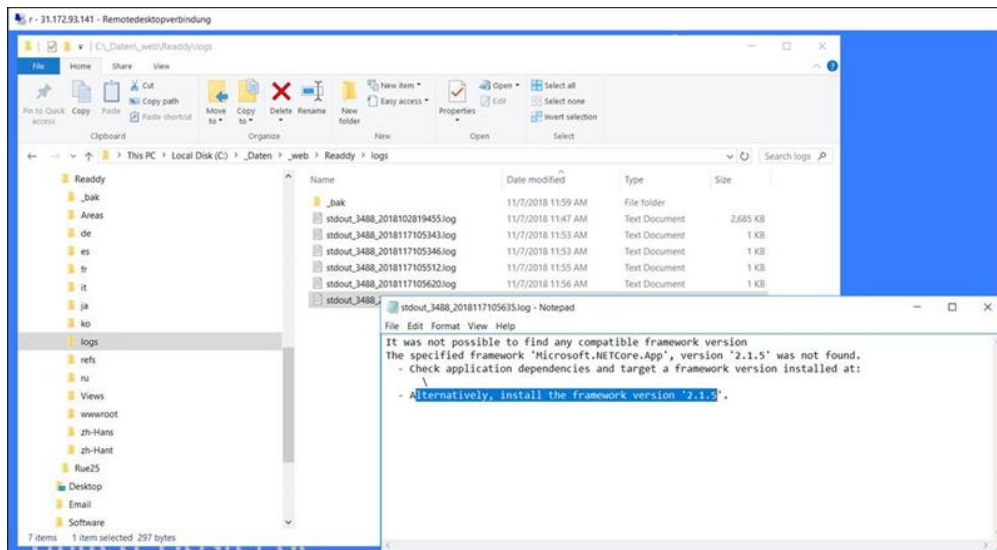 r - 31.172.93.141 - Remotedesktopverbindung
C:\_Daten\_web\Readdy\logs
File Home Share View
Pin to Quick access
Copy
Paste
Cut
Copy path
Paste shortcut
Clipboard
Move to
Copy to
Delete
Rename
Organize
New folder
New item
Easy access
New
Properties
Open
Edit
Open
Select all
Select none
Invert selection
Select
This PC > Local Disk (C:) > _Daten > _web > Readdy > logs
Search logs
Readdy
_bak
Areas
de
es
fr
it
ja
ko
logs
refs
ru
Views
wwwroot
zh-Hans
zh-Hant
Rue25
Desktop
Email
Software
Name Date modified Type Size
_bak 11/7/2018 11:59 AM File folder
stdout_3488_2018102819455.log 11/7/2018 11:47 AM Text Document 2,685 KB
stdout_3488_2018117105343.log 11/7/2018 11:53 AM Text Document 1 KB
stdout_3488_2018117105346.log 11/7/2018 11:53 AM Text Document 1 KB
stdout_3488_2018117105512.log 11/7/2018 11:55 AM Text Document 1 KB
stdout_3488_2018117105620.log 11/7/2018 11:56 AM Text Document 1 KB
stdout_3488_
stdout_3488_2018117105635.log - Notepad
File Edit Format View Help
It was not possible to find any compatible framework version
The specified framework 'Microsoft.NETCore.App', version '2.1.5' was not found.
- Check application dependencies and target a framework version installed at:
\
- Alternatively, install the framework version '2.1.5'.
7 items 1 item selected 297 bytes